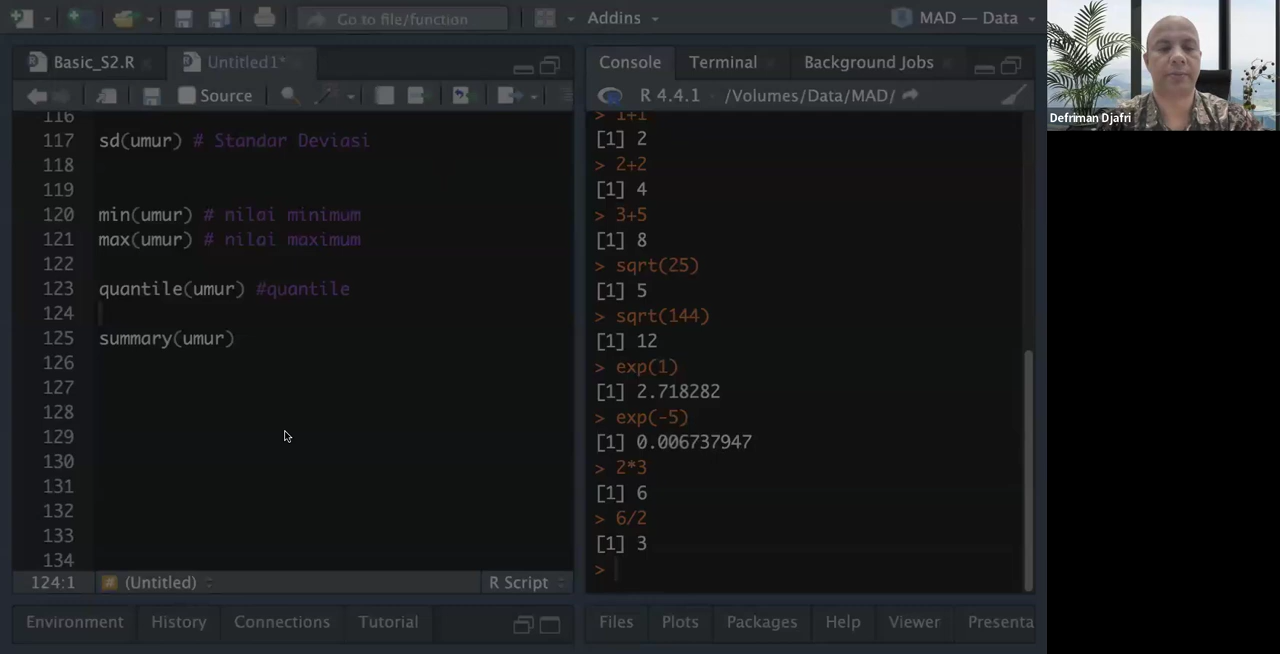 Go to file/function
Addins
MAD — Data
Basic_S2.R
Untitled1*
Source
116
117 sd(umur) # Standar Deviasi
118
119
120 min(umur) # nilai minimum
121 max(umur) # nilai maximum
122
123 quantile(umur) #quantile
124
125 summary(umur)
126
127
128
129
130
131
132
133
134
124:1
# (Untitled)
R Script
Environment
History
Connections
Tutorial
Console
Terminal
Background Jobs
R 4.4.1 · /Volumes/Data/MAD/
> 1+1
[1] 2
> 2+2
[1] 4
> 3+5
[1] 8
> sqrt(25)
[1] 5
> sqrt(144)
[1] 12
> exp(1)
[1] 2.718282
> exp(-5)
[1] 0.006737947
> 2*3
[1] 6
> 6/2
[1] 3
>
Files
Plots
Packages
Help
Viewer
Presenta
Defriman Djafri